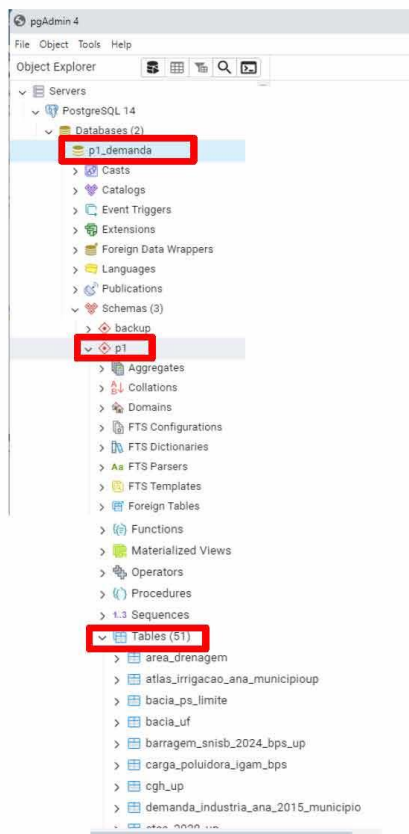 pgAdmin 4
File Object Tools Help
Object Explorer
Servers
PostgreSQL 14
Databases (2)
p1_demanda
Casts
Catalogs
Event Triggers
Extensions
Foreign Data Wrappers
Languages
Publications
Schemas (3)
backup
p1
Aggregates
Collations
Domains
FTS Configurations
FTS Dictionaries
Aa FTS Parsers
FTS Templates
Foreign Tables
Functions
Materialized Views
Operators
Procedures
1..3 Sequences
Tables (51)
area_drenagem
atlas_irrigacao_ana_municipioup
bacia_ps_limite
bacia_uf
barragem_snisb_2024_bps_up
carga_poluidora_igam_bps
cgh_up
demanda_industria_ana_2015_municipio